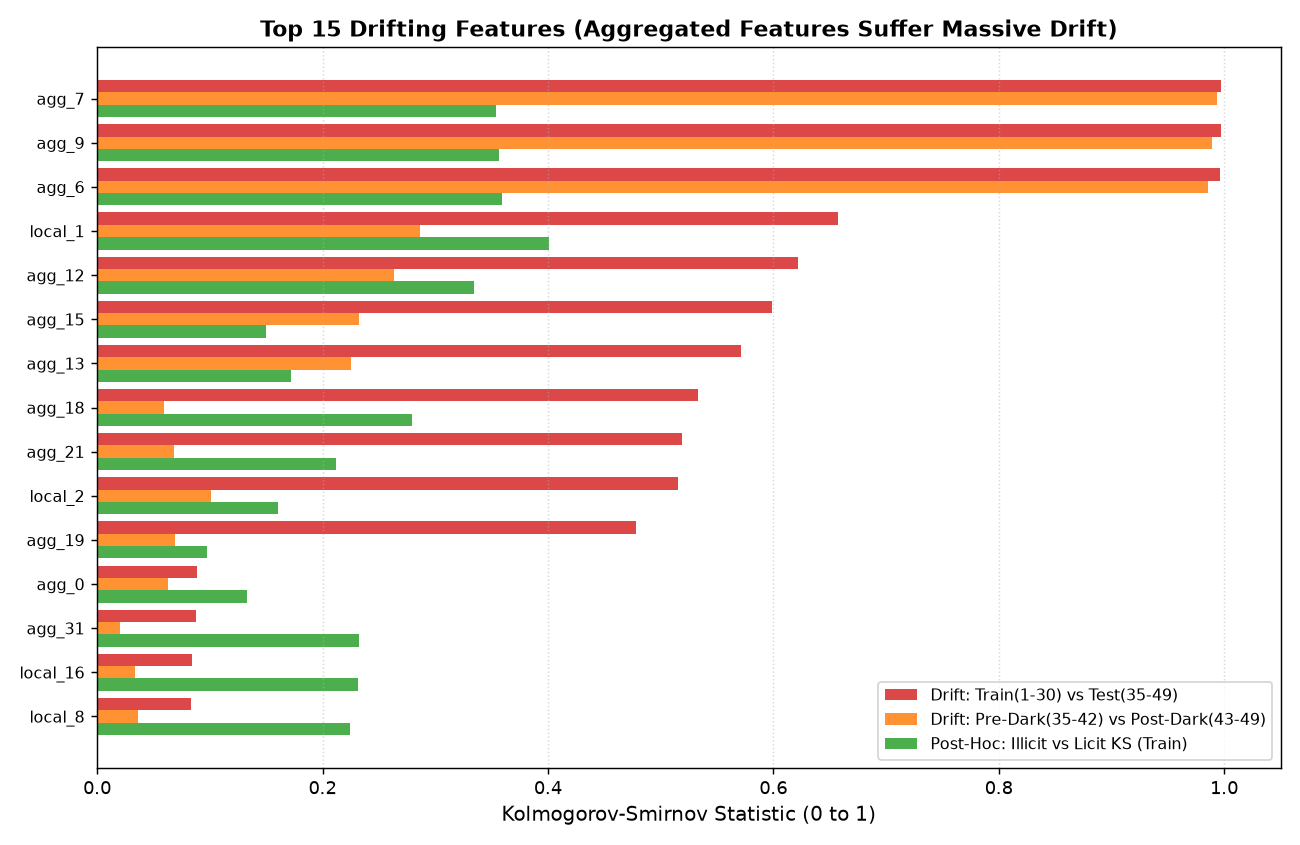 Top 15 Drifting Features (Aggregated Features Suffer Massive Drift)
agg_7
agg_9
agg_6
local_1
agg_12
agg_15
agg_13
agg_18
agg_21
local_2
agg_19
agg_0
agg_31
local_16
local_8
Drift: Train(1-30) vs Test(35-49)
Drift: Pre-Dark(35-42) vs Post-Dark(43-49)
Post-Hoc: Illicit vs Licit KS (Train)
0.0 0.2 0.4 0.6 0.8 1.0
Kolmogorov-Smirnov Statistic (0 to 1)